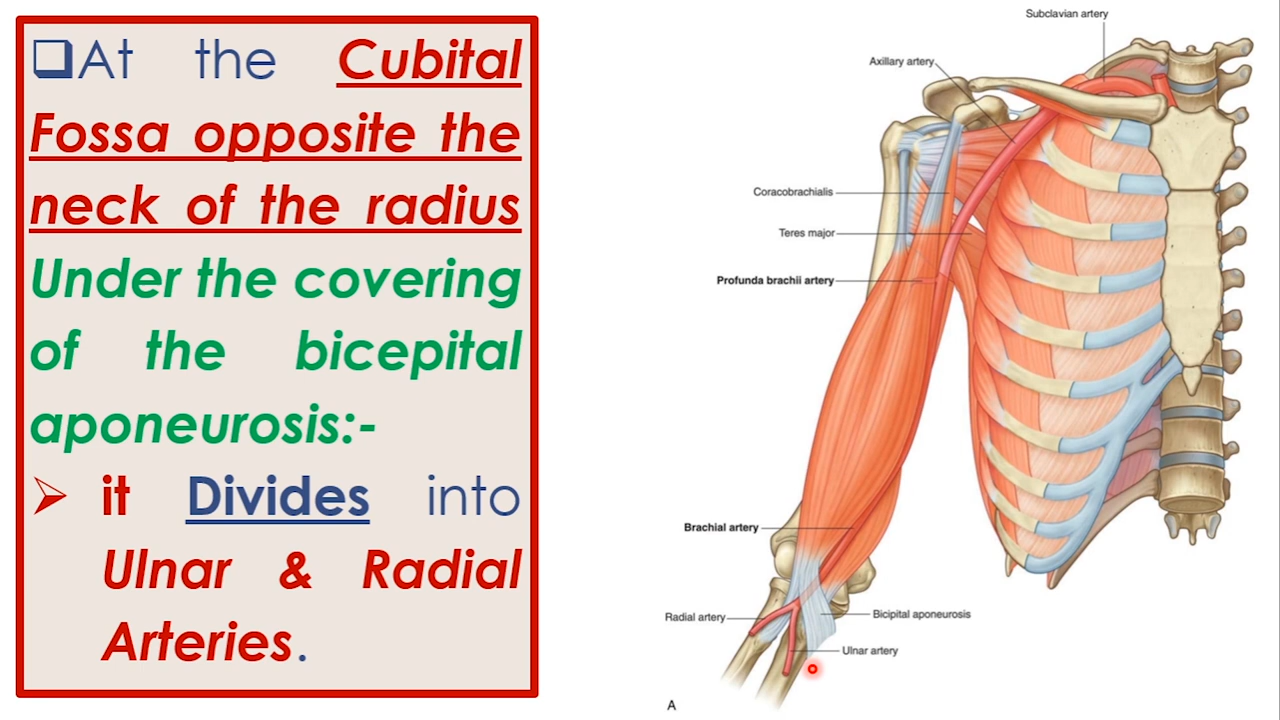 ❑At the Cubital
Fossa opposite the
neck of the radius
Under the covering
of the bicepital
aponeurosis:-
➢ it Divides into
Ulnar & Radial
Arteries.
Subclavian artery
Axillary artery
Coracobrachialis
Teres major
Profunda brachii artery
Brachial artery
Radial artery
Bicipital aponeurosis
Ulnar artery
A